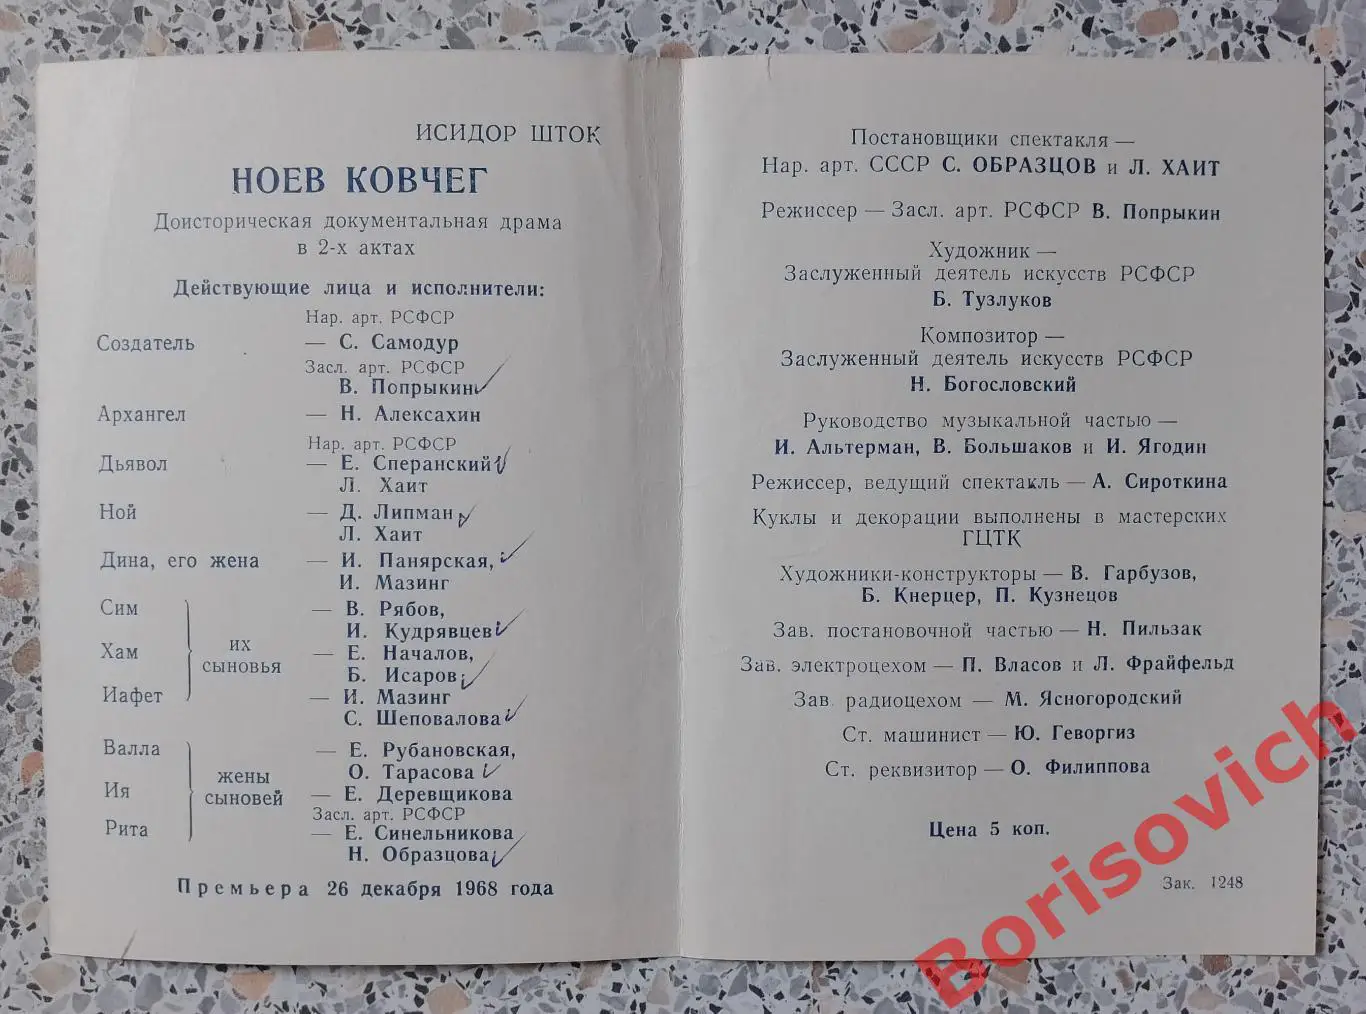 ИСИДОР ШТОК
НОЕВ КОВЧЕГ
Доисторическая документальная драма
в 2-х актах
Действующие лица и исполнители:
Нар. арт. РСФСР
Создатель — С. Самодур
Засл. арт. РСФСР
В. Попрыкин
Архангел — Н. Алексахин
Нар. арт. РСФСР
Дьявол — Е. Сперанский
Л. Хаит
Ной — Д. Липман
Л. Хаит
Дина, его жена — И. Панярская,
И. Мазинг
Сим — В. Рябов,
И. Кудрявцев
их
Хам — Е. Началов,
сыновья
Б. Исаров
Иафет — И. Мазинг
С. Шеповалова
Валла — Е. Рубановская,
О. Тарасова
жены
Ия — Е. Деревщикова
сыновей
Засл. арт. РСФСР
Рита — Е. Синельникова
Н. Образцова
Премьера 26 декабря 1968 года
Постановщики спектакля —
Нар. арт. СССР С. ОБРАЗЦОВ и Л. ХАИТ
Режиссер — Засл. арт. РСФСР В. Попрыкин
Художник —
Заслуженный деятель искусств РСФСР
Б. Тузлуков
Композитор —
Заслуженный деятель искусств РСФСР
Н. Богословский
Руководство музыкальной частью —
И. Альтерман, В. Большаков и И. Ягодин
Режиссер, ведущий спектакль — А. Сироткина
Куклы и декорации выполнены в мастерских
ГЦТК
Художники-конструкторы — В. Гарбузов,
Б. Кнерцер, П. Кузнецов
Зав. постановочной частью — Н. Пильзак
Зав. электроцехом — П. Власов и Л. Фрайфельд
Зав. радиоцехом — М. Ясногородский
Ст. машинист — Ю. Геворгиз
Ст. реквизитор — О. Филиппова
Цена 5 коп.
Зак. 1248
Borisovich